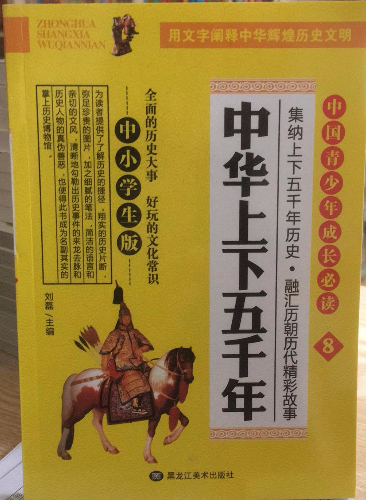 ZHONGHUA
SHANGXIA
WUQIANNIAN
用文字阐释中华辉煌历史文明
中国青少年成长必读
8
集纳上下五千年历史·融汇历朝历代精彩故事
中华上下五千年
全面的历史大事 好玩的文化常识
中小学生版
为读者提供了了解历史的捷径，翔实的历史片断，
弥足珍贵的图片，加之细腻的笔法，简洁的语言和
亲切的文风，清晰地勾勒出历史事件的来龙去脉和
历史人物的真伪善恶，也使得此书成为名副其实的
掌上历史博物馆。
刘磊/主编
黑龙江美术出版社